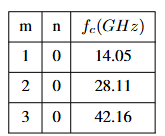 m n f_c(GHz)
1 0 14.05
2 0 28.11
3 0 42.16